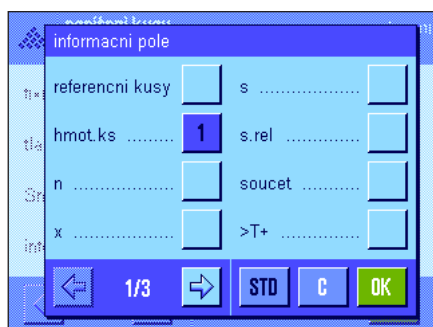 informacni pole
referencni kusy
s ..................
hmot.ks ......... 1
s.rel ..............
n ....................
soucet ...........
x ....................
>T+ ...............
1/3 STD C OK